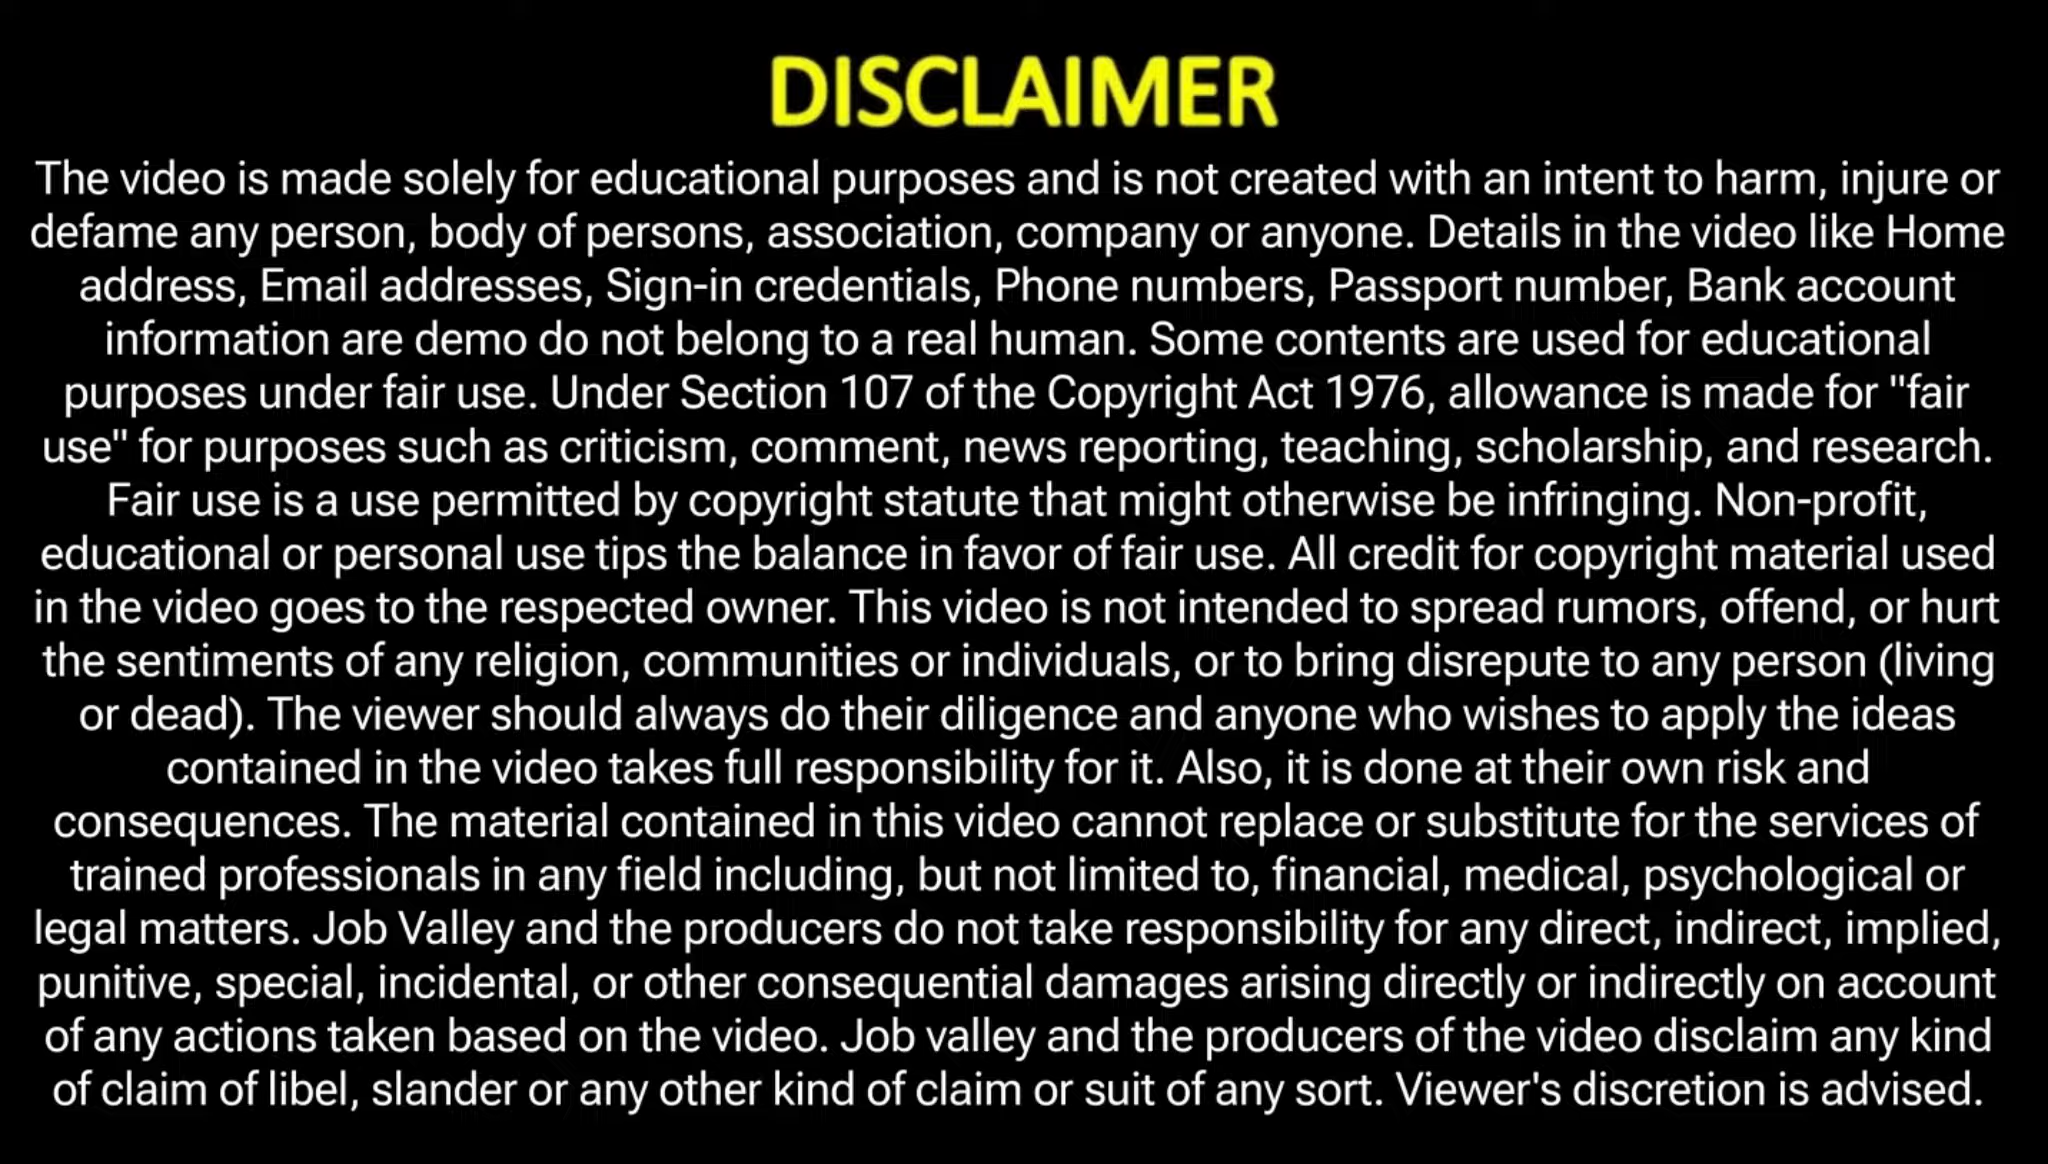 DISCLAIMER
The video is made solely for educational purposes and is not created with an intent to harm, injure or
defame any person, body of persons, association, company or anyone. Details in the video like Home
address, Email addresses, Sign-in credentials, Phone numbers, Passport number, Bank account
information are demo do not belong to a real human. Some contents are used for educational
purposes under fair use. Under Section 107 of the Copyright Act 1976, allowance is made for "fair
use" for purposes such as criticism, comment, news reporting, teaching, scholarship, and research.
Fair use is a use permitted by copyright statute that might otherwise be infringing. Non-profit,
educational or personal use tips the balance in favor of fair use. All credit for copyright material used
in the video goes to the respected owner. This video is not intended to spread rumors, offend, or hurt
the sentiments of any religion, communities or individuals, or to bring disrepute to any person (living
or dead). The viewer should always do their diligence and anyone who wishes to apply the ideas
contained in the video takes full responsibility for it. Also, it is done at their own risk and
consequences. The material contained in this video cannot replace or substitute for the services of
trained professionals in any field including, but not limited to, financial, medical, psychological or
legal matters. Job Valley and the producers do not take responsibility for any direct, indirect, implied,
punitive, special, incidental, or other consequential damages arising directly or indirectly on account
of any actions taken based on the video. Job valley and the producers of the video disclaim any kind
of claim of libel, slander or any other kind of claim or suit of any sort. Viewer's discretion is advised.